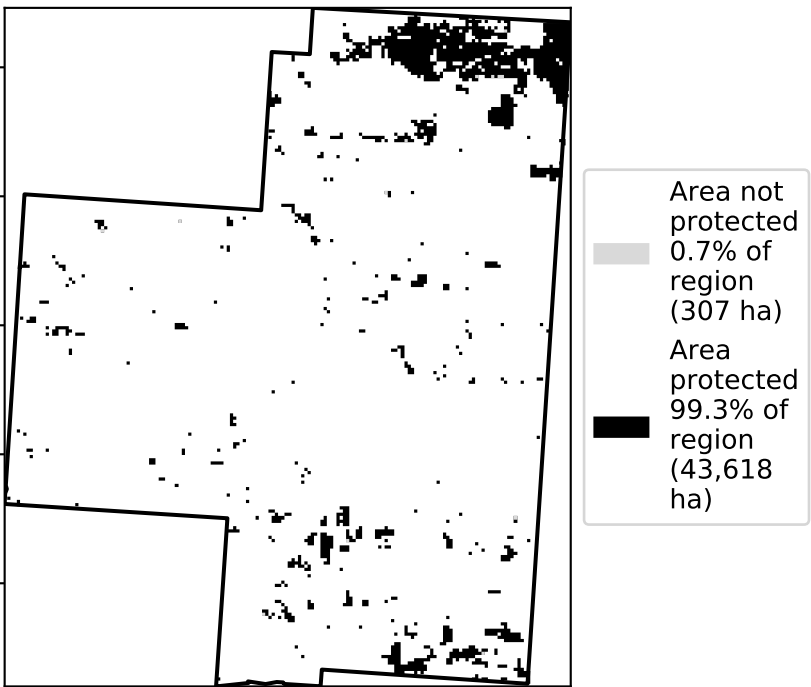 Area not
protected
0.7% of
region
(307 ha)
Area
protected
99.3% of
region
(43,618
ha)